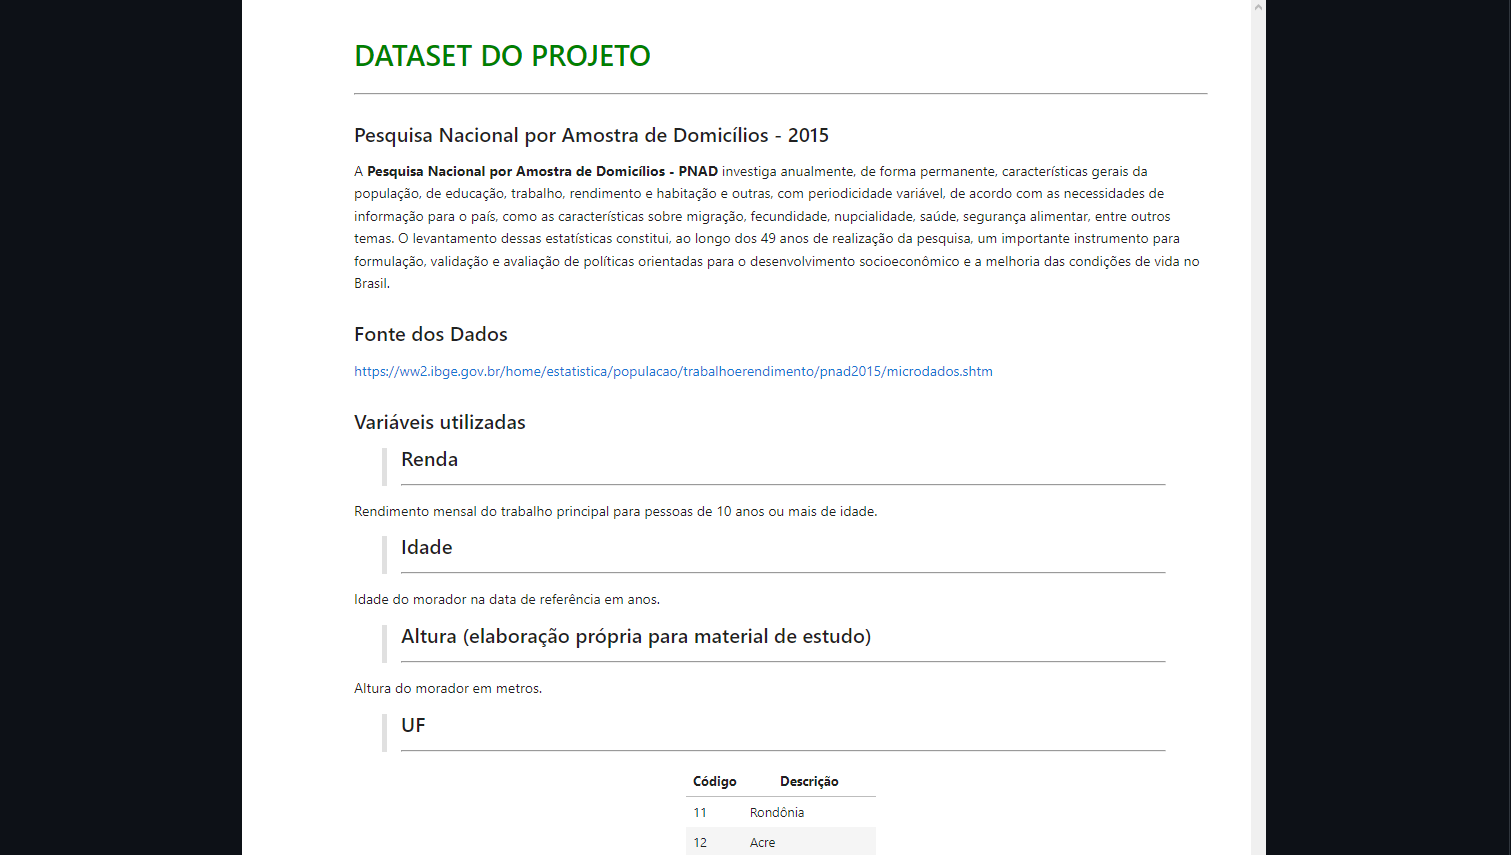 DATASET DO PROJETO
Pesquisa Nacional por Amostra de Domicílios - 2015
A Pesquisa Nacional por Amostra de Domicílios - PNAD investiga anualmente, de forma permanente, características gerais da
população, de educação, trabalho, rendimento e habitação e outras, com periodicidade variável, de acordo com as necessidades de
informação para o país, como as características sobre migração, fecundidade, nupcialidade, saúde, segurança alimentar, entre outros
temas. O levantamento dessas estatísticas constitui, ao longo dos 49 anos de realização da pesquisa, um importante instrumento para
formulação, validação e avaliação de políticas orientadas para o desenvolvimento socioeconômico e a melhoria das condições de vida no
Brasil.
Fonte dos Dados
https://ww2.ibge.gov.br/home/estatistica/populacao/trabalhoerendimento/pnad2015/microdados.shtm
Variáveis utilizadas
Renda
Rendimento mensal do trabalho principal para pessoas de 10 anos ou mais de idade.
Idade
Idade do morador na data de referência em anos.
Altura (elaboração própria para material de estudo)
Altura do morador em metros.
UF
Código Descrição
11 Rondônia
12 Acre